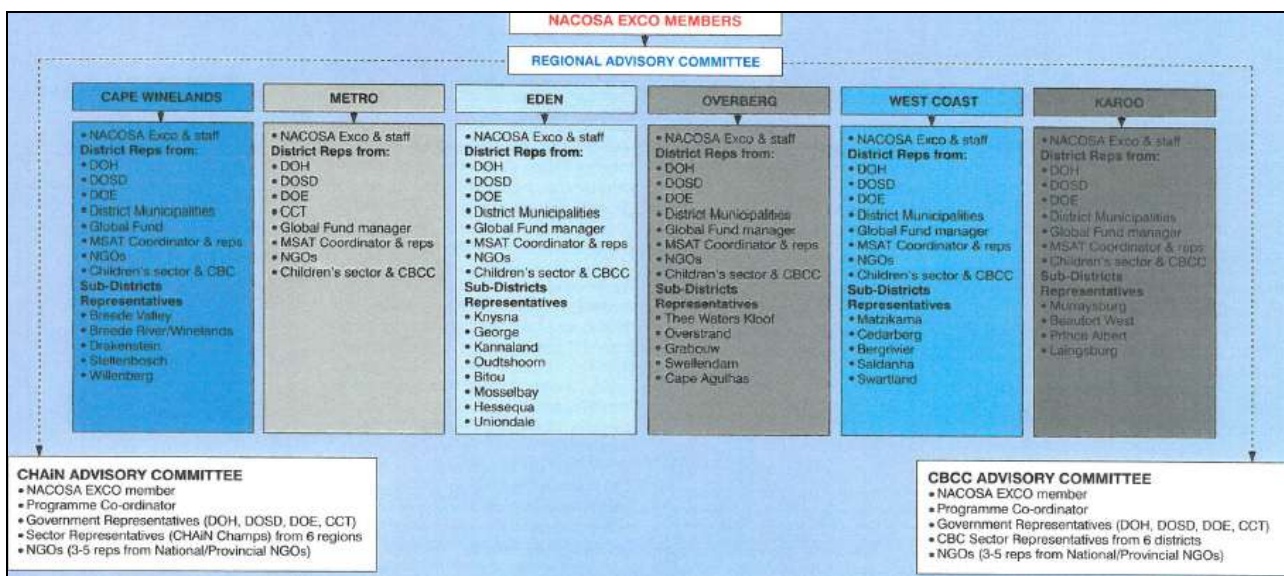 NACOSA EXCO MEMBERS
REGIONAL ADVISORY COMMITTEE
CAPE WINELANDS
• NACOSA Exco & staff
District Reps from:
• DOH
• DOSD
• DOE
• District Municipalities
• Global Fund
• MSAT Coordinator & reps
• NGOs
• Children's sector & CBC
Sub-Districts
Representatives
• Breede Valley
• Breede River/Winelands
• Drakenstein
• Stellenbosch
• Witlenberg
METRO
• NACOSA Exco & staff
District Reps from:
• DOH
• DOSD
• DOE
• CCT
• Global Fund manager
• MSAT Coordinator & reps
• NGOs
• Children's sector & CBCC
EDEN
• NACOSA Exco & staff
District Reps from:
• DOH
• DOSD
• DOE
• District Municipalities
• Global Fund manager
• MSAT Coordinator & reps
• NGOs
• Children's sector & CBCC
Sub-Districts
Representatives
• Knysna
• George
• Kannaland
• Oudtshoorn
• Bitou
• Mosselbay
• Hessequa
• Uniondale
OVERBERG
• NACOSA Exco & staff
District Reps from:
• DOH
• DOSD
• DOE
• District Municipalities
• Global Fund manager
• MSAT Coordinator & reps
• NGOs
• Children's sector & CBCC
Sub-Districts
Representatives
• Thee Waters Kloof
• Overstrand
• Grabouw
• Swellendam
• Cape Agulhas
WEST COAST
• NACOSA Exco & staff
District Reps from:
• DOH
• DOSD
• DOE
• District Municipalities
• Global Fund manager
• MSAT Coordinator & reps
• NGOs
• Children's sector & CBCC
Sub-Districts
Representatives
• Matzikama
• Cedarberg
• Bergrivier
• Saldanha
• Swartland
KAROO
• NACOSA Exco & staff
District Reps from:
• DOH
• DOSD
• DOE
• District Municipalities
• Global Fund manager
• MSAT Coordinator & reps
• NGOs
• Children's sector & CBCC
Sub-Districts
Representatives
• Murraysburg
• Beaufort West
• Prince Albert
• Laingsburg
CHAiN ADVISORY COMMITTEE
• NACOSA EXCO member
• Programme Co-ordinator
• Government Representatives (DOH, DOSD, DOE, CCT)
• Sector Representatives (CHAiN Champs) from 6 regions
• NGOs (3-5 reps from National/Provincial NGOs)
CBCC ADVISORY COMMITTEE
• NACOSA EXCO member
• Programme Co-ordinator
• Government Representatives (DOH, DOSD, DOE, CCT)
• CBC Sector Representatives from 6 districts
• NGOs (3-5 reps from National/Provincial NGOs)